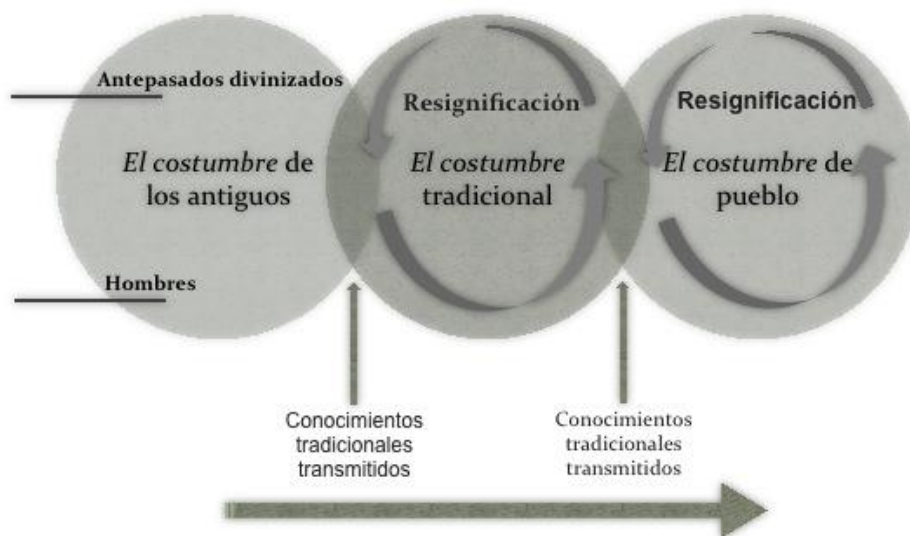 Antepasados divinizados
El costumbre de
los antiguos
Hombres
Resignificación
El costumbre
tradicional
Resignificación
El costumbre de
pueblo
Conocimientos
tradicionales
transmitidos
Conocimientos
tradicionales
transmitidos